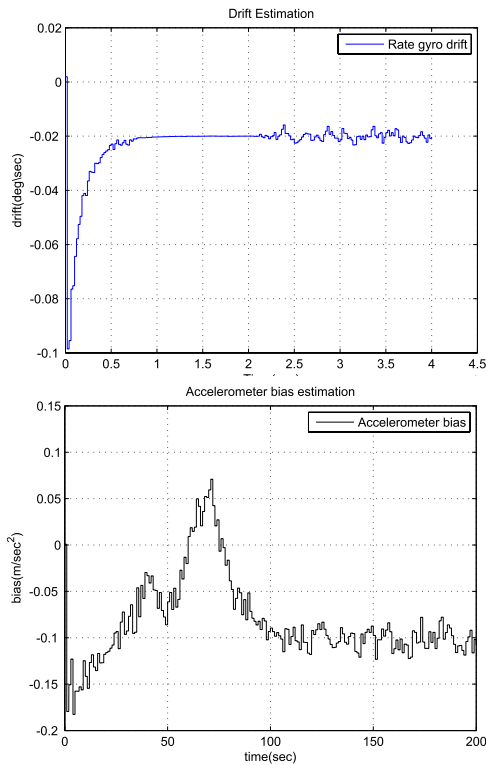 Drift Estimation
0.02
0
-0.02
-0.04
-0.06
-0.08
-0.1
drift(deg\sec)
Rate gyro drift
0 0.5 1 1.5 2 2.5 3 3.5 4 4.5
Accelerometer bias estimation
0.15
0.1
0.05
0
-0.05
-0.1
-0.15
-0.2
bias(m/sec²)
Accelerometer bias
0 50 100 150 200
time(sec)